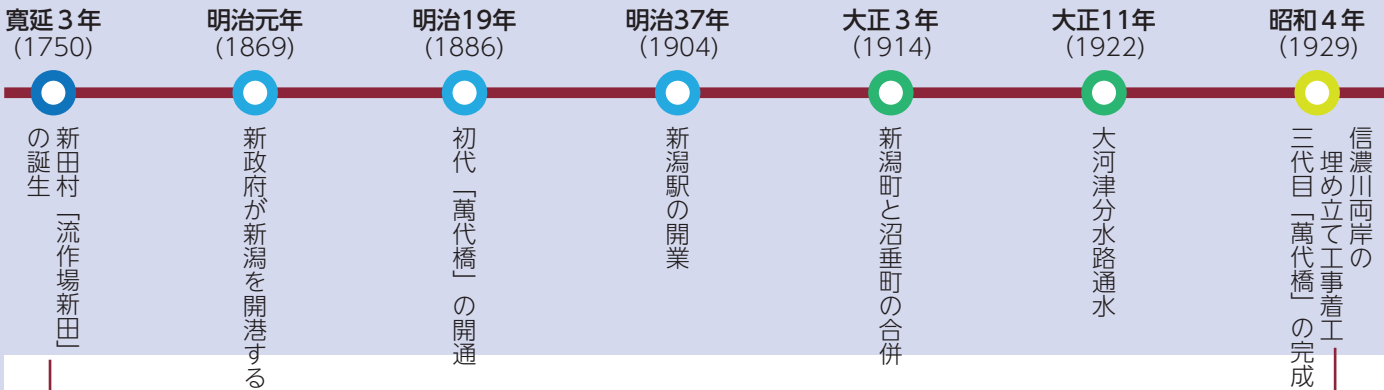 寛延3年
(1750)
新田村「流作場新田」
の誕生
明治元年
(1869)
新政府が新潟を開港する
明治19年
(1886)
初代「萬代橋」の開通
明治37年
(1904)
新潟駅の開業
大正3年
(1914)
新潟町と沼垂町の合併
大正11年
(1922)
大河津分水路通水
昭和4年
(1929)
信濃川両岸の
埋め立て工事着工
三代目「萬代橋」の完成